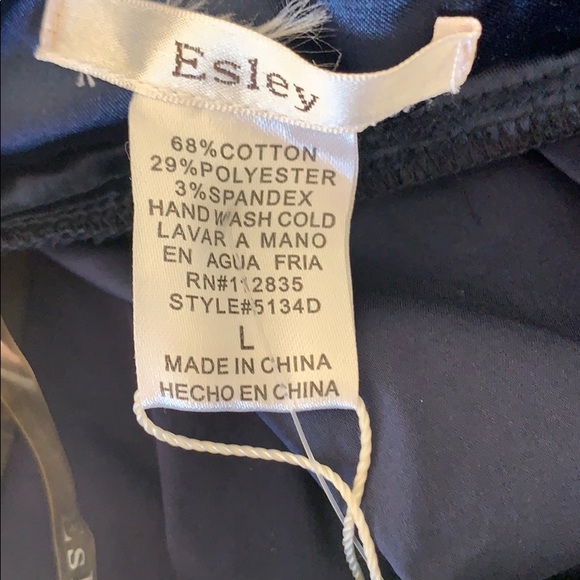 Esley
68%COTTON
29%POLYESTER
3%SPANDEX
HAND WASH COLD
LAVAR A MANO
EN AGUA FRIA
RN#112835
STYLE#5134D
L
MADE IN CHINA
HECHO EN CHINA